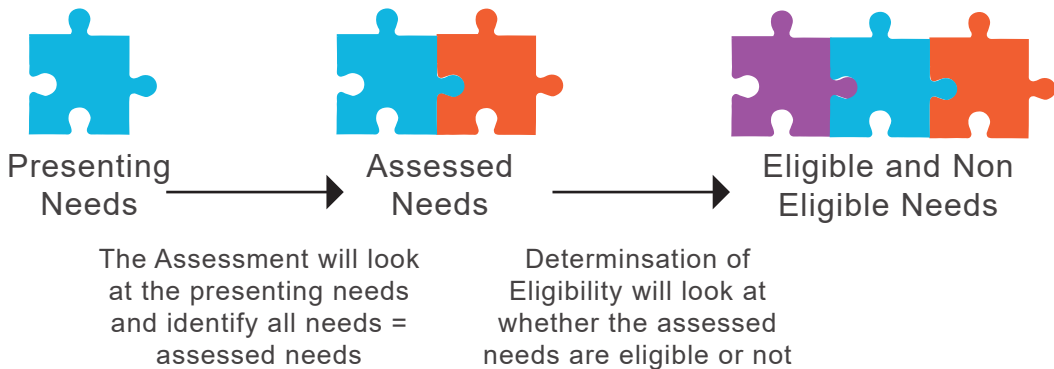 Presenting
Needs
Assessed
Needs
Eligible and Non
Eligible Needs
The Assessment will look
at the presenting needs
and identify all needs =
assessed needs
Determinsation of
Eligibility will look at
whether the assessed
needs are eligible or not